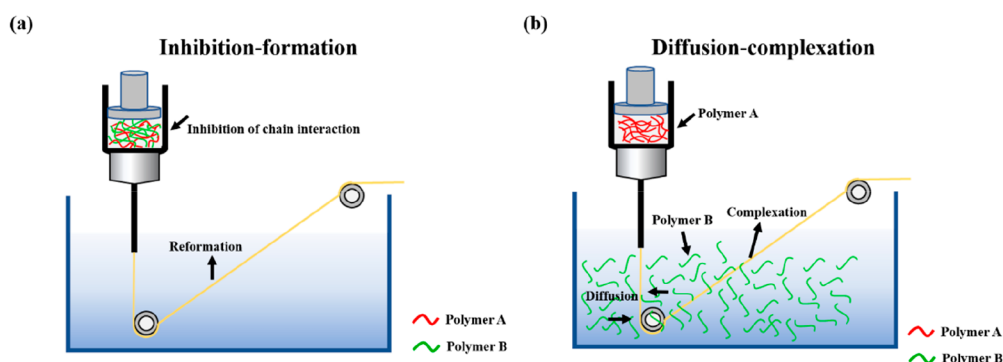 (a)
Inhibition-formation
Inhibition of chain interaction
Reformation
Polymer A
Polymer B
(b)
Diffusion-complexation
Polymer A
Polymer B
Complexation
Diffusion
Polymer A
Polymer B